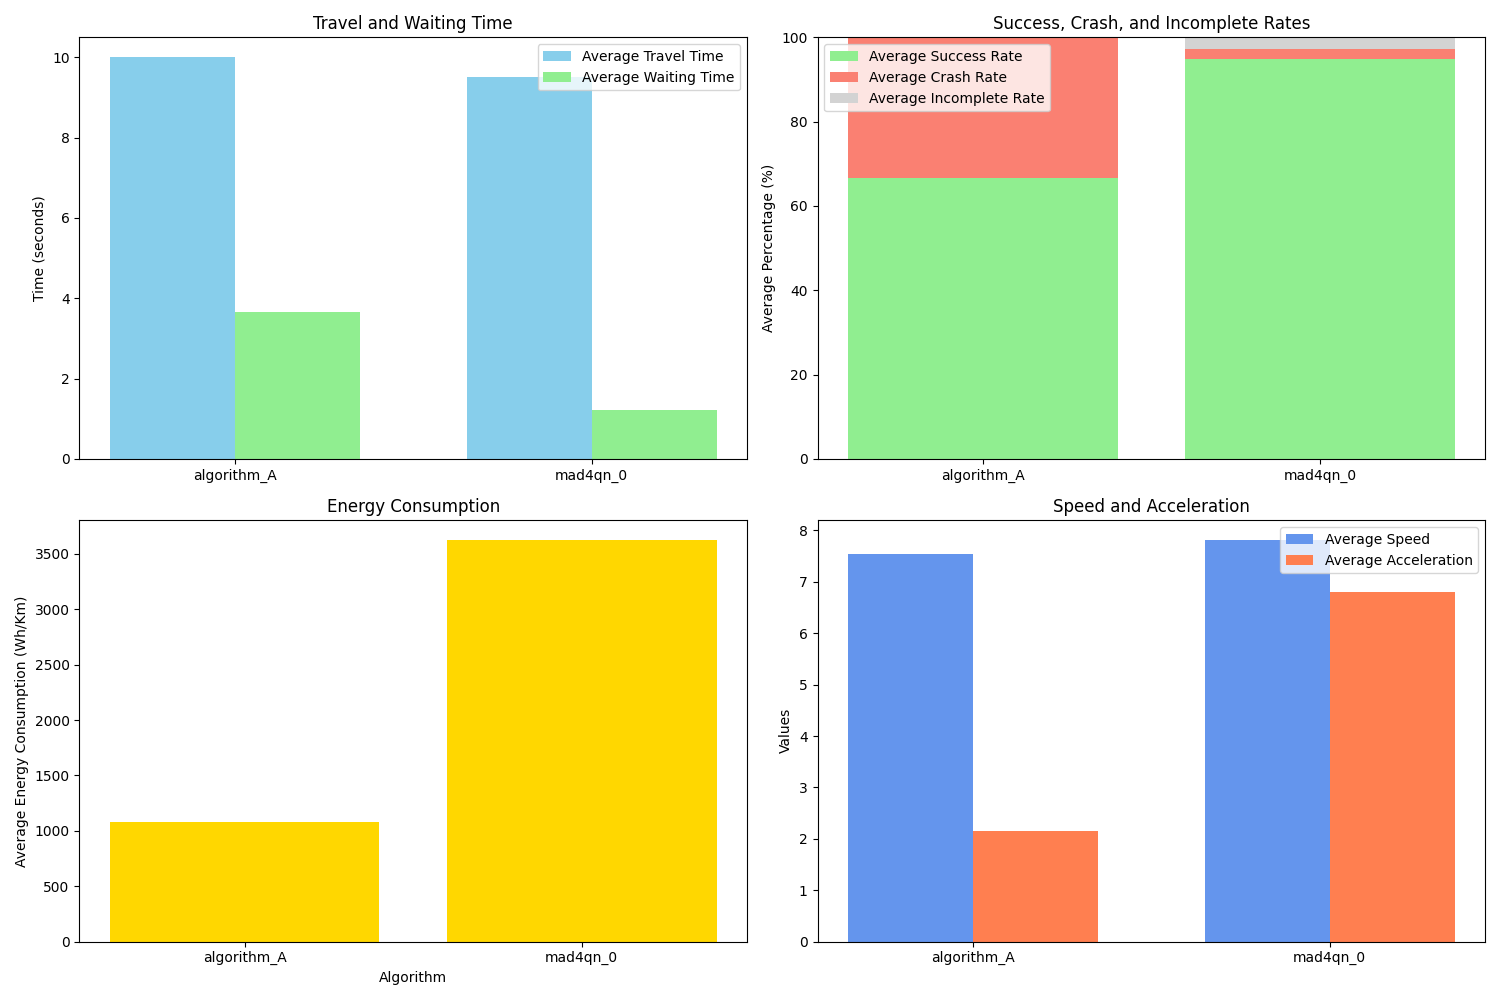 Travel and Waiting Time
Time (seconds)
10
8
6
4
2
0
Average Travel Time
Average Waiting Time
algorithm_A
mad4qn_0
Success, Crash, and Incomplete Rates
Average Percentage (%)
100
80
60
40
20
0
Average Success Rate
Average Crash Rate
Average Incomplete Rate
algorithm_A
mad4qn_0
Energy Consumption
Average Energy Consumption (Wh/Km)
3500
3000
2500
2000
1500
1000
500
0
algorithm_A
mad4qn_0
Algorithm
Speed and Acceleration
Values
8
7
6
5
4
3
2
1
0
Average Speed
Average Acceleration
algorithm_A
mad4qn_0